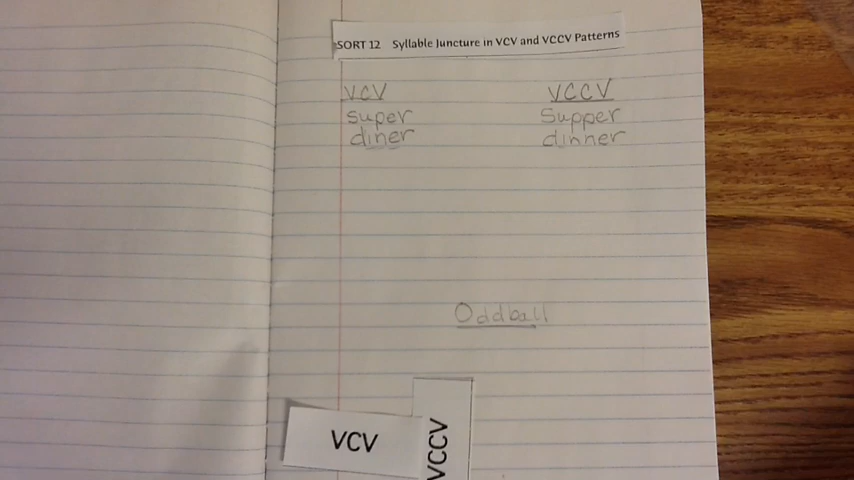 SORT 12 Syllable Juncture in VCV and VCCV Patterns
VCV VCCV
super Supper
diner dinner
Oddball
VCV
VCCV